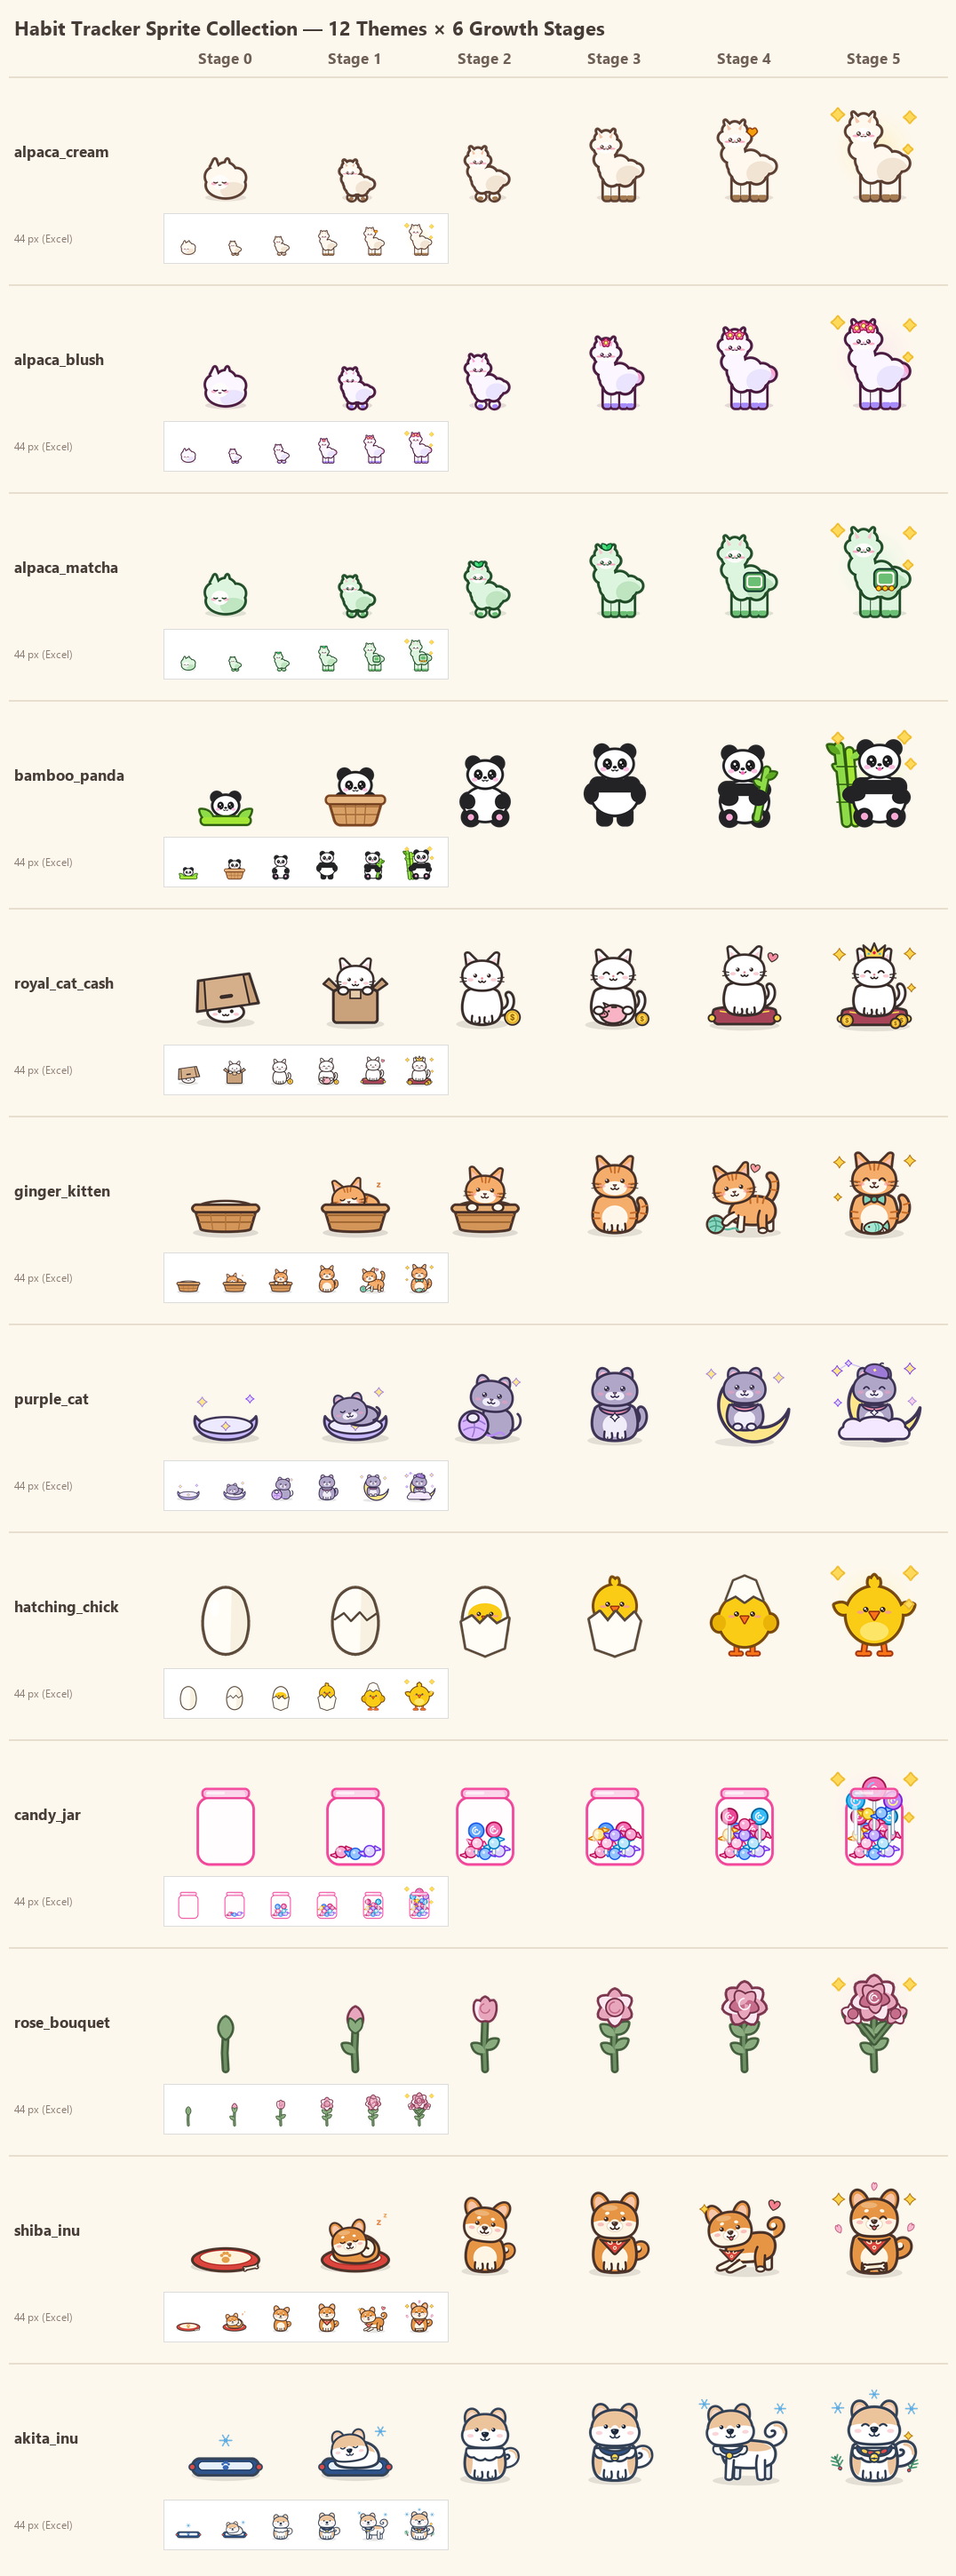 Habit Tracker Sprite Collection — 12 Themes × 6 Growth Stages
Stage 0 Stage 1 Stage 2 Stage 3 Stage 4 Stage 5
alpaca_cream
44 px (Excel)
alpaca_blush
44 px (Excel)
alpaca_matcha
44 px (Excel)
bamboo_panda
44 px (Excel)
royal_cat_cash
$ $ $ $
44 px (Excel)
ginger_kitten
z
44 px (Excel)
purple_cat
44 px (Excel)
hatching_chick
44 px (Excel)
candy_jar
44 px (Excel)
rose_bouquet
44 px (Excel)
shiba_inu
z z
44 px (Excel)
akita_inu
44 px (Excel)